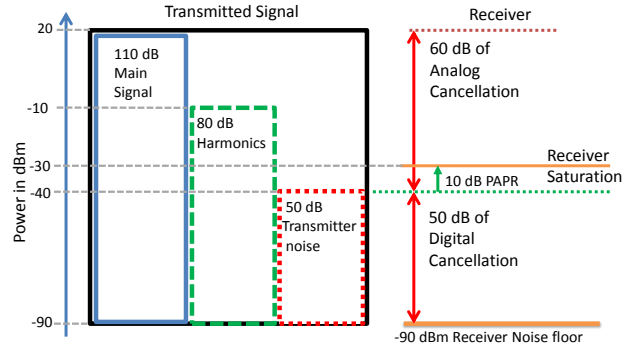 Transmitted Signal
Receiver
20
-10
-30
-40
-90
Power in dBm
110 dB
Main
Signal
80 dB
Harmonics
50 dB
Transmitter
noise
60 dB of
Analog
Cancellation
Receiver
Saturation
10 dB PAPR
50 dB of
Digital
Cancellation
-90 dBm Receiver Noise floor